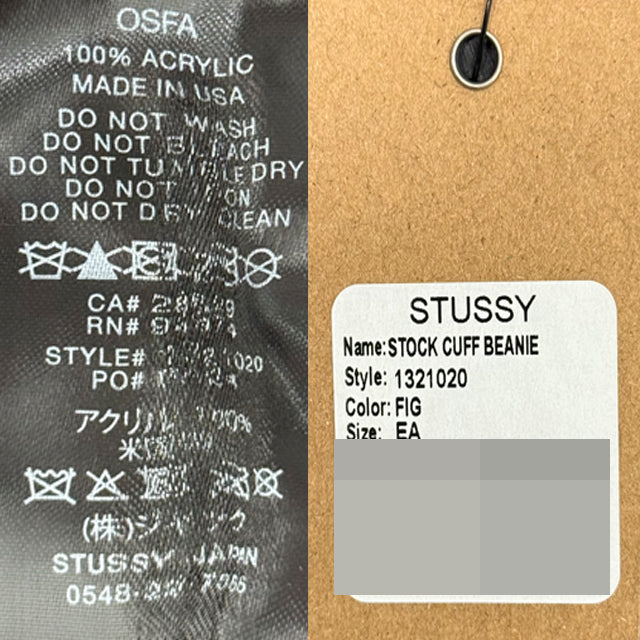 OSFA
100% ACRYLIC
MADE IN USA
DO NOT WASH
DO NOT BLEACH
DO NOT TUMBLE DRY
DO NOT
DO NOT DRY CLEAN
CA#
RN#
STYLE#
PO#
アクリル 100%
米国製
(株)
STUSSY JAPAN
STUSSY
Name: STOCK CUFF BEANIE
Style: 1321020
Color: FIG
Size: EA